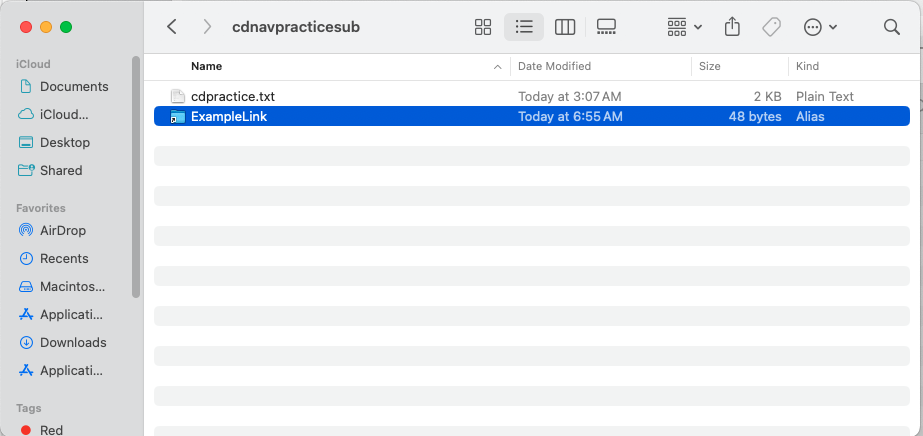 cdnavpracticesub
iCloud
Documents
iCloud...
Desktop
Shared
Favorites
AirDrop
Recents
Macintos...
Applicati...
Downloads
Applicati...
Tags
Red
Name Date Modified Size Kind
cdpractice.txt Today at 3:07 AM 2 KB Plain Text
ExampleLink Today at 6:55 AM 48 bytes Alias